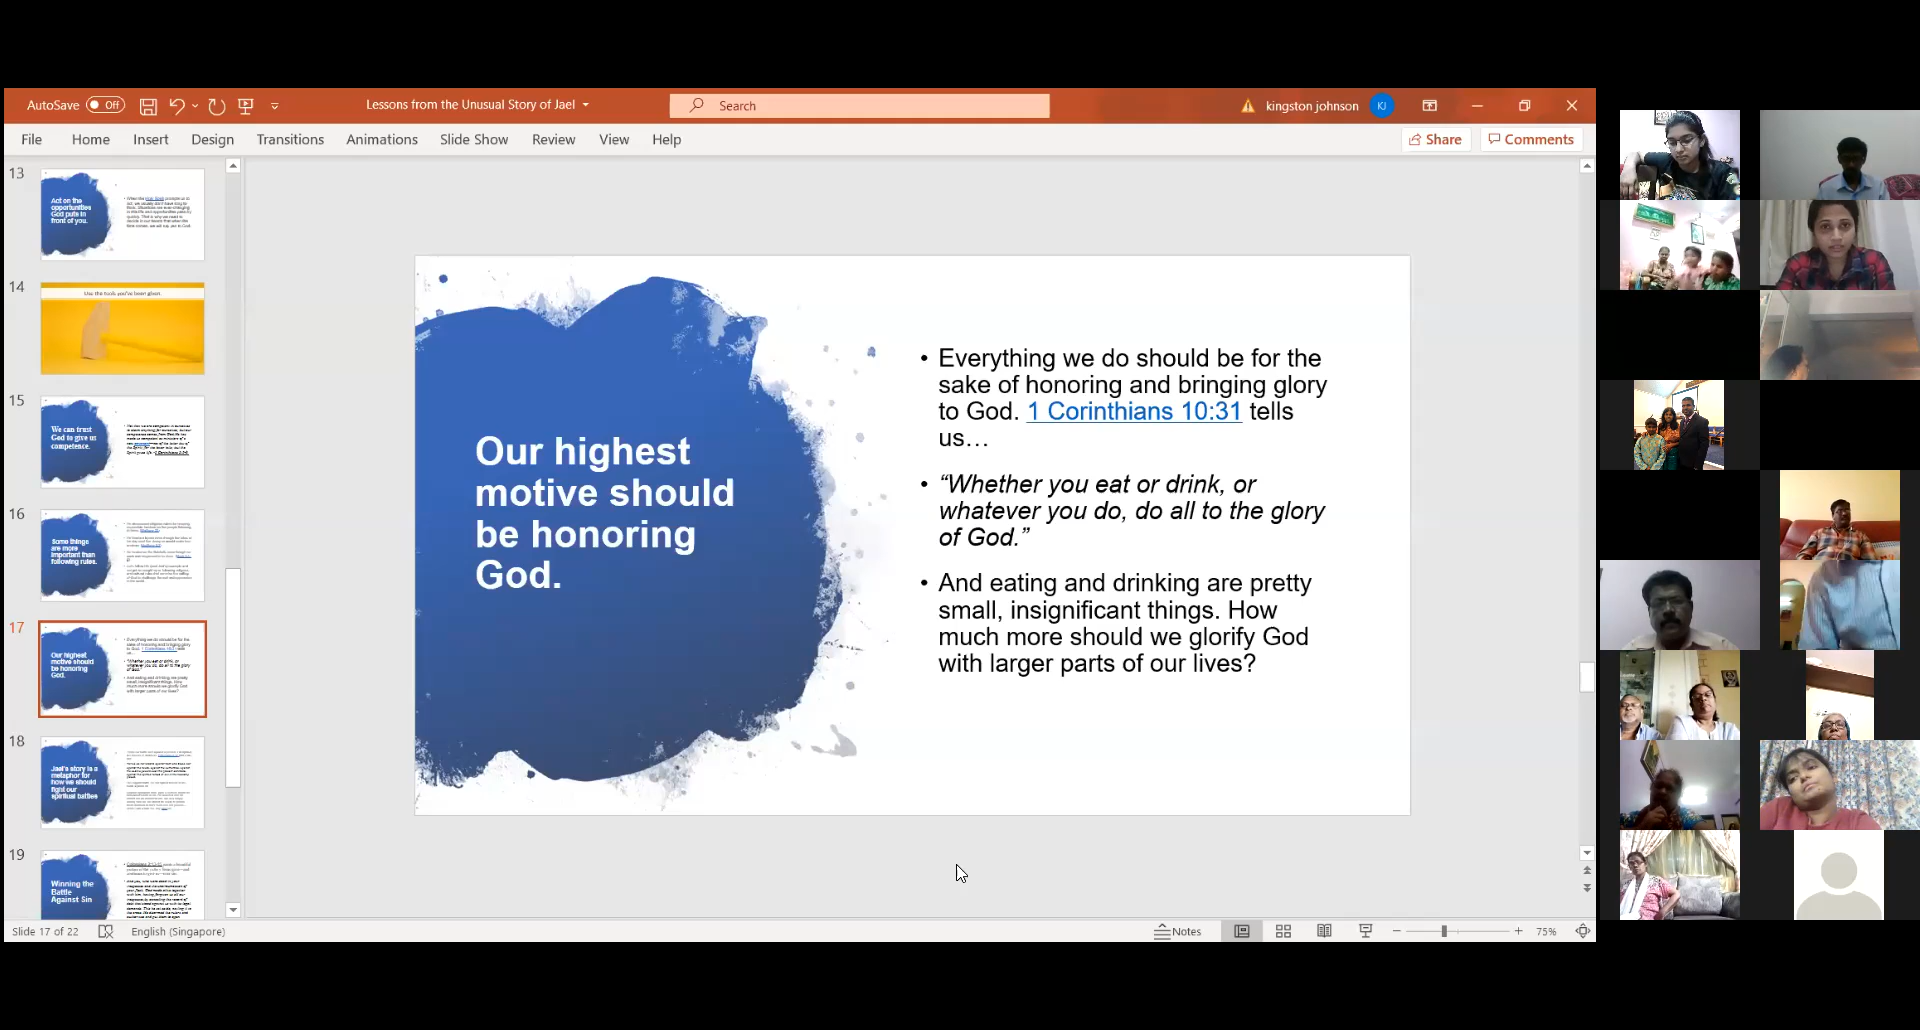 AutoSave Off
Lessons from the Unusual Story of Jael
Search
kingston johnson KJ
File Home Insert Design Transitions Animations Slide Show Review View Help
Share Comments
13
Act on the
opportunities
God puts in
front of you.
14
Use the tools you've been given.
15
We can trust
God to give us
competence.
16
Some things
are more
important than
following rules.
17
Our highest
motive should
be honoring
God.
18
Jael's story is a
metaphor for
how we should
fight our
spiritual battles
19
Winning the
Battle
Against Sin
Our highest
motive should
be honoring
God.
• Everything we do should be for the
sake of honoring and bringing glory
to God. 1 Corinthians 10:31 tells
us…
• “Whether you eat or drink, or
whatever you do, do all to the glory
of God.”
• And eating and drinking are pretty
small, insignificant things. How
much more should we glorify God
with larger parts of our lives?
Slide 17 of 22 English (Singapore)
Notes 75%